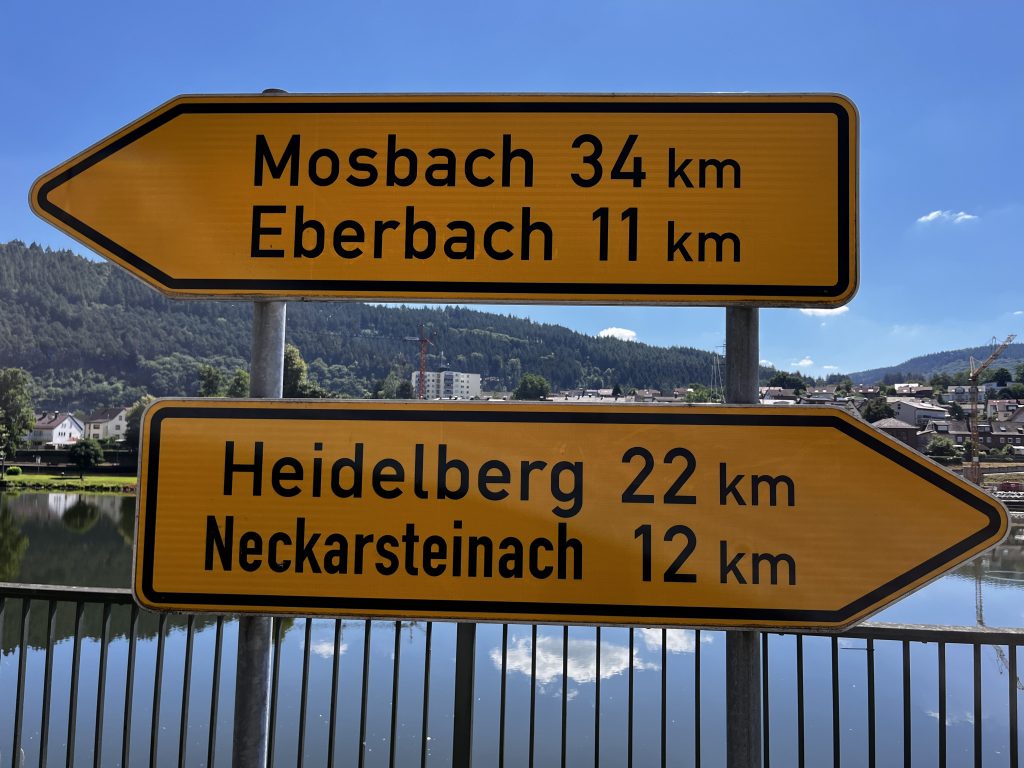 Mosbach 34 km
Eberbach 11 km
Heidelberg 22 km
Neckarsteinach 12 km